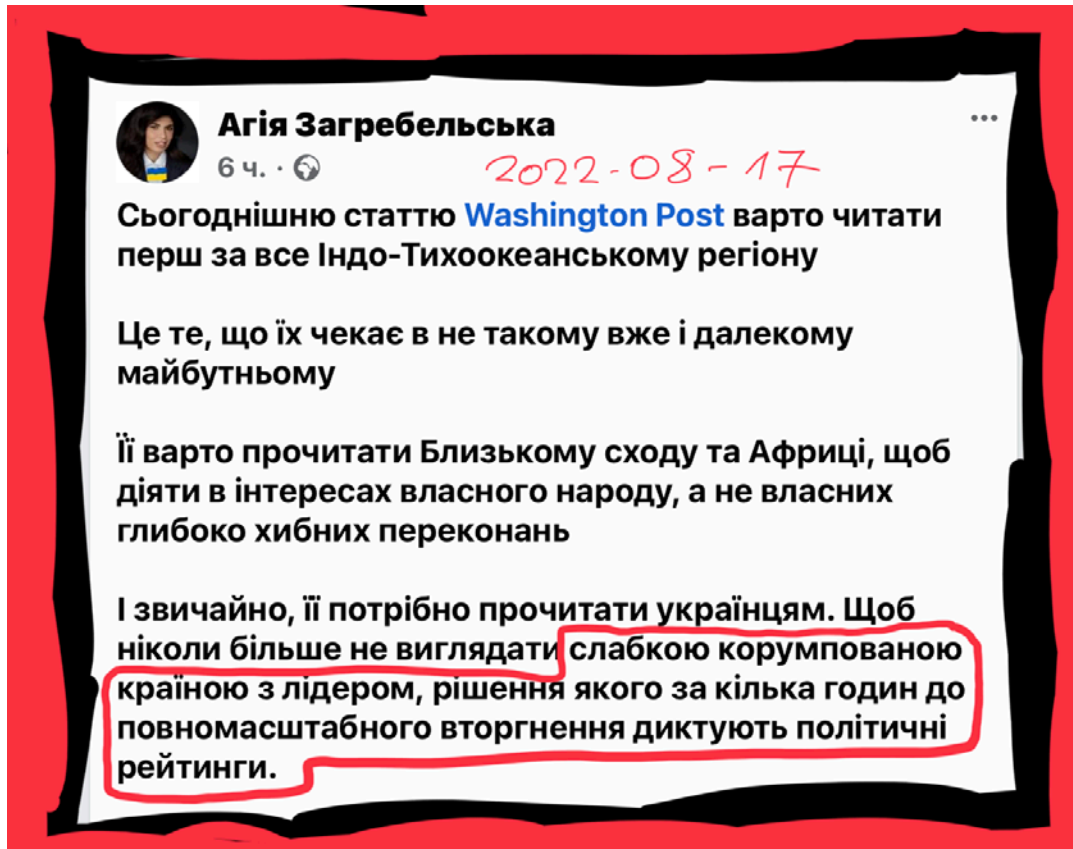 Агія Загребельська
6 ч. ·
2022-08-17
Сьогоднішню статтю Washington Post варто читати
перш за все Індо-Тихоокеанському регіону
Це те, що їх чекає в не такому вже і далекому
майбутньому
Її варто прочитати Близькому сходу та Африці, щоб
діяти в інтересах власного народу, а не власних
глибоко хибних переконань
І звичайно, її потрібно прочитати українцям. Щоб
ніколи більше не виглядати слабкою корумпованою
країною з лідером, рішення якого за кілька годин до
повномасштабного вторгнення диктують політичні
рейтинги.